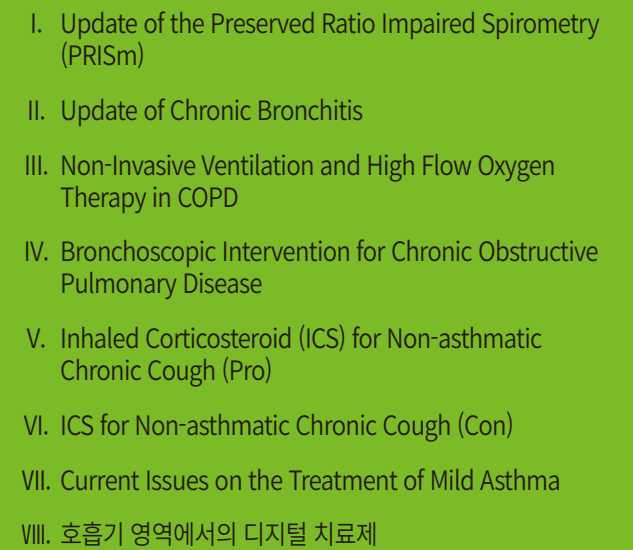 I. Update of the Preserved Ratio Impaired Spirometry
(PRISm)
II. Update of Chronic Bronchitis
III. Non-Invasive Ventilation and High Flow Oxygen
Therapy in COPD
IV. Bronchoscopic Intervention for Chronic Obstructive
Pulmonary Disease
V. Inhaled Corticosteroid (ICS) for Non-asthmatic
Chronic Cough (Pro)
VI. ICS for Non-asthmatic Chronic Cough (Con)
VII. Current Issues on the Treatment of Mild Asthma
VIII. 호흡기 영역에서의 디지털 치료제